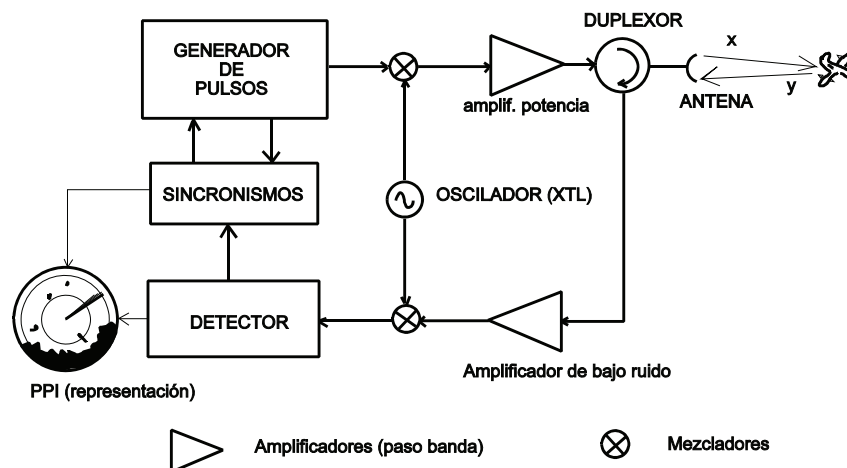 DUPLEXOR
GENERADOR
DE
PULSOS
x
y
amplif. potencia
ANTENA
SINCRONISMOS
OSCILADOR (XTL)
DETECTOR
Amplificador de bajo ruido
PPI (representación)
Amplificadores (paso banda)
Mezcladores